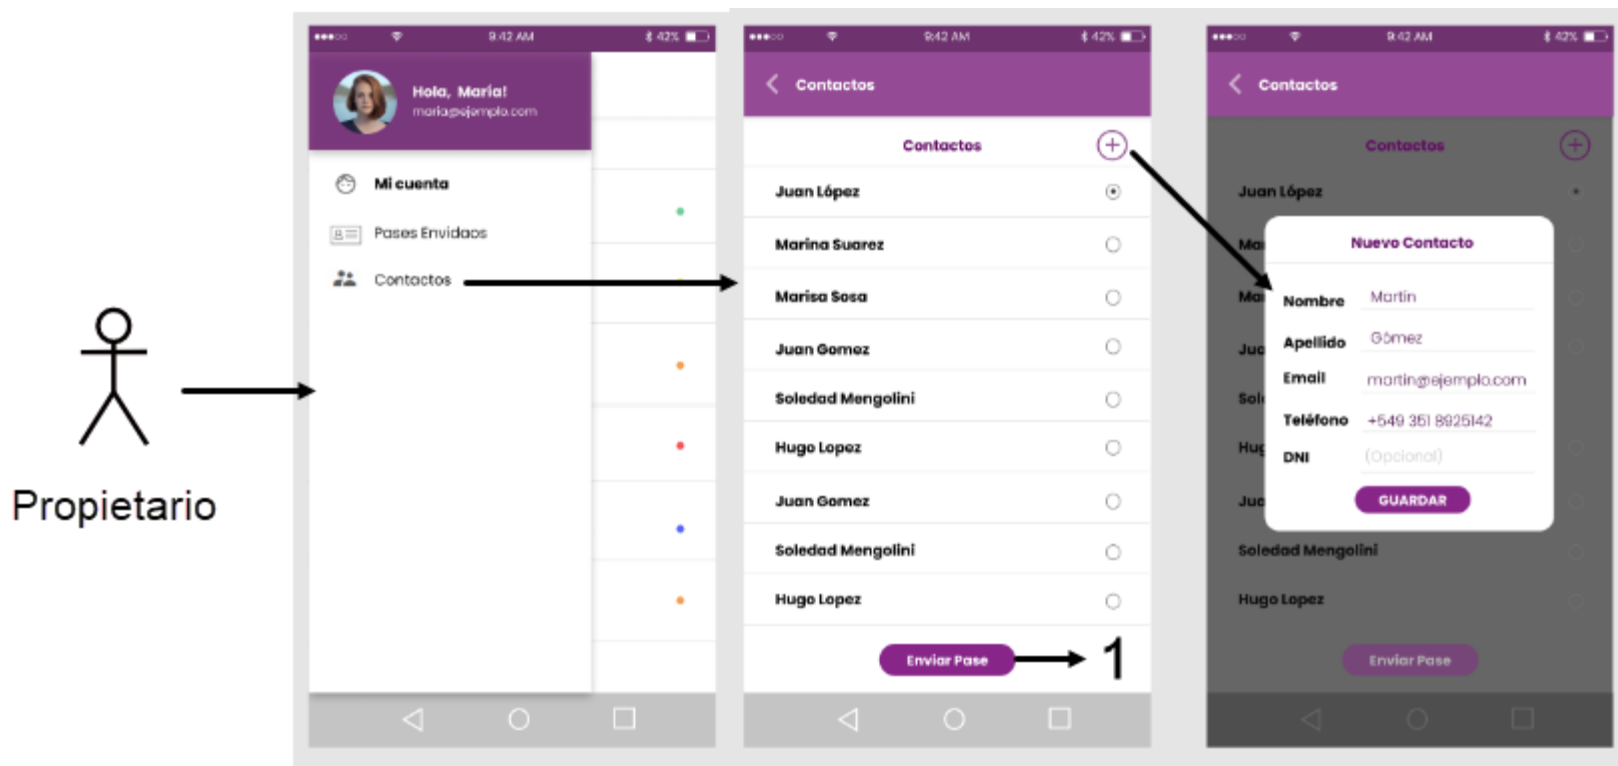 Propietario
9:42 AM
42%
Hola, Maria!
maria@ejemplo.com
Mi cuenta
Pases Envidaos
Contactos
9:42 AM
42%
Contactos
Contactos
Juan López
Marina Suarez
Marisa Sosa
Juan Gomez
Soledad Mengolini
Hugo Lopez
Juan Gomez
Soledad Mengolini
Hugo Lopez
Enviar Pase
1
9:42 AM
42%
Contactos
Contactos
Juan López
Nuevo Contacto
Nombre Martín
Apellido Gómez
Email martin@ejemplo.com
Teléfono +549 351 8925142
DNI (Opcional)
GUARDAR
Soledad Mengolini
Hugo Lopez
Enviar Pase